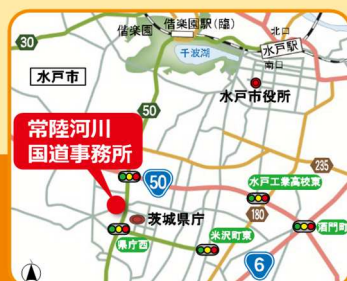 偕楽園
偕楽園駅(臨)
北口
水戸駅
南口
30
千波湖
水戸市
水戸市役所
50
常陸河川
国道事務所
235
50
水戸工業高校東
茨城県庁
180
酒門町
県庁西
米沢町東
6